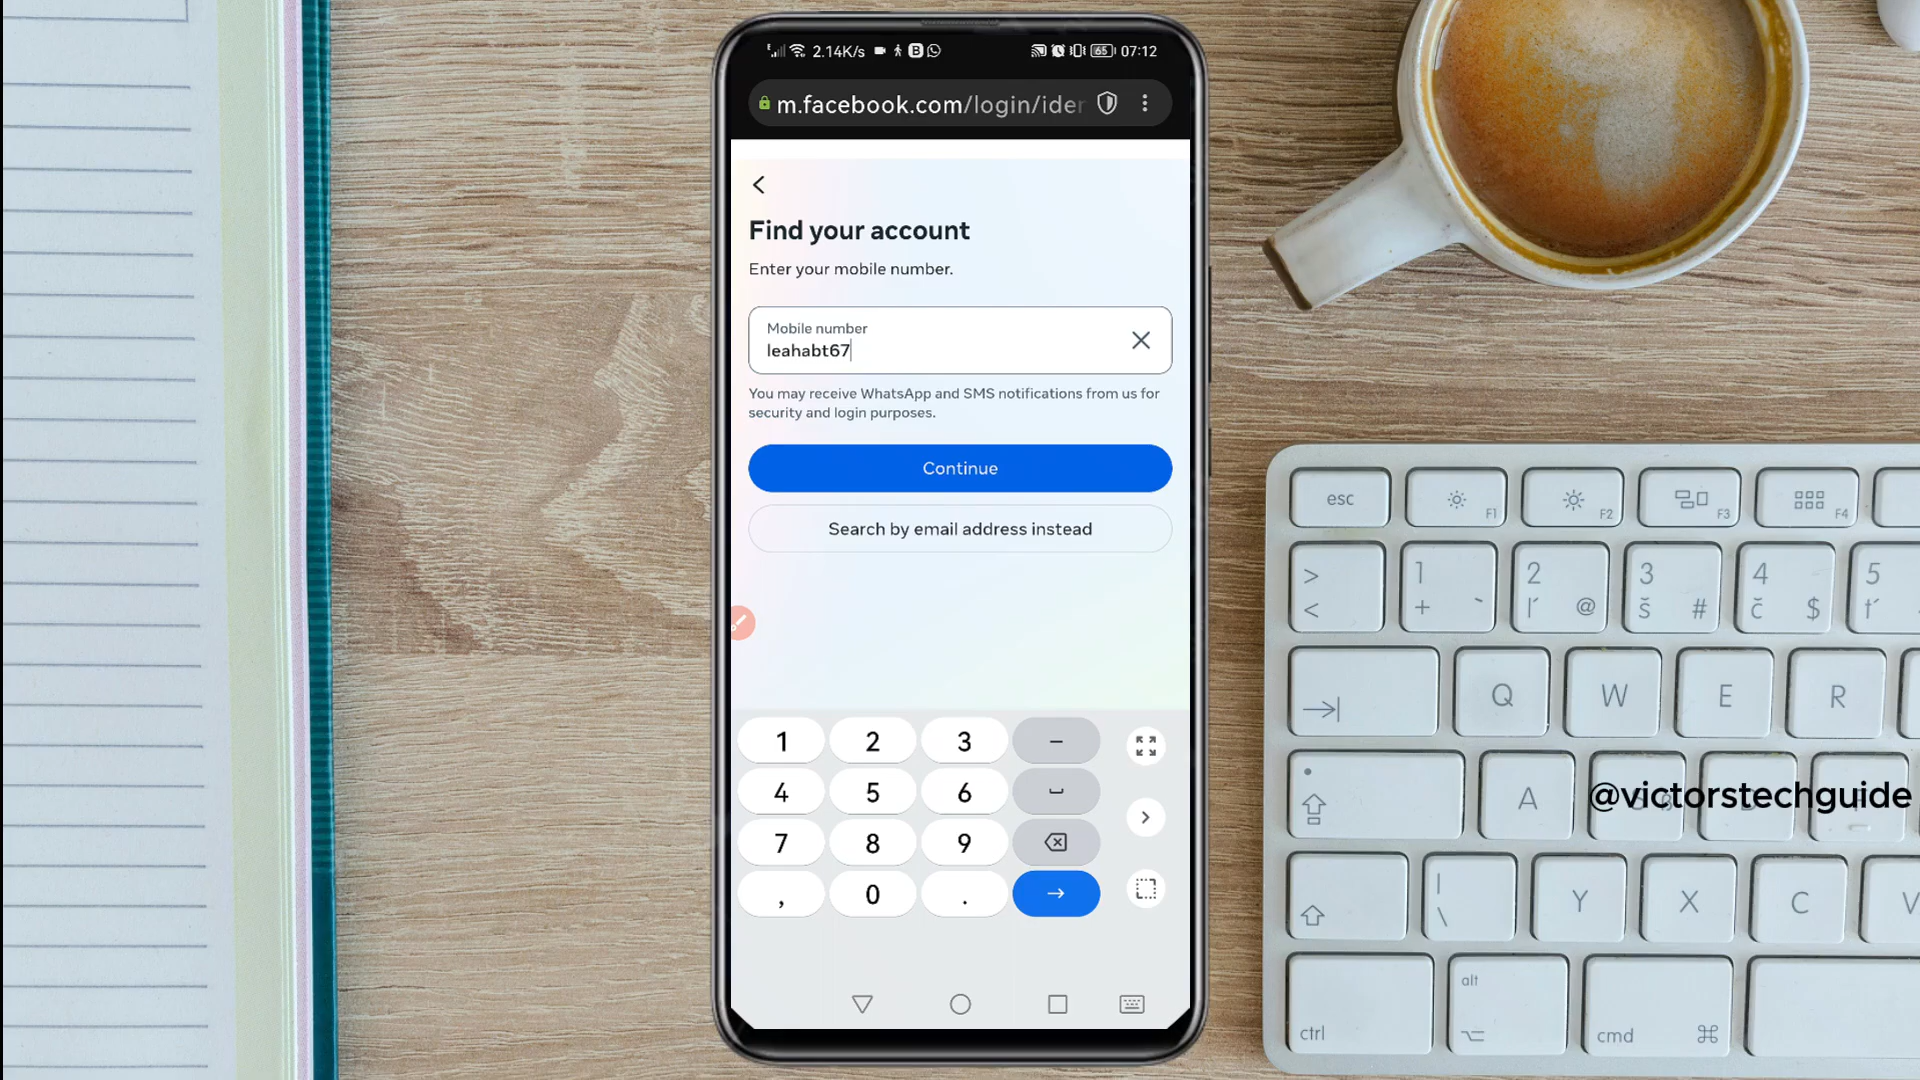 2.14K/s B 65 07:12
m.facebook.com/login/ider
Find your account
Enter your mobile number.
Mobile number
leahabt67
You may receive WhatsApp and SMS notifications from us for
security and login purposes.
Continue
Search by email address instead
1 2 3 –
4 5 6
7 8 9
, 0 .
esc F1 F2 F3 F4
> 1 2 3 4 5
< + ` ľ @ š # č $ ť
Q W E R
A
@victorstechguide
| \ Y X C V
alt
ctrl cmd ⌘